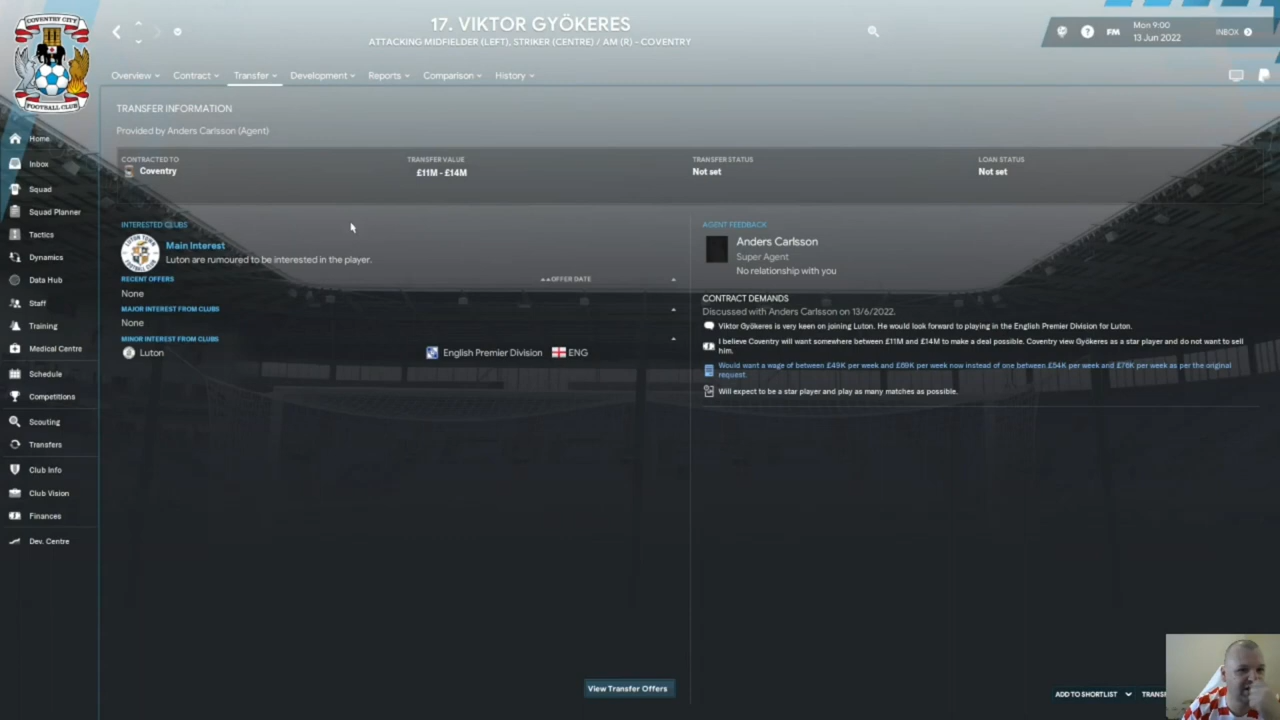 COVENTRY CITY
FOOTBALL CLUB
17. VIKTOR GYÖKERES
ATTACKING MIDFIELDER (LEFT), STRIKER (CENTRE) / AM (R) - COVENTRY
FM
Mon 9:00
13 Jun 2022
INBOX
Overview
Contract
Transfer
Development
Reports
Comparison
History
Home
Inbox
Squad
Squad Planner
Tactics
Dynamics
Data Hub
Staff
Training
Medical Centre
Schedule
Competitions
Scouting
Transfers
Club Info
Club Vision
Finances
Dev. Centre
TRANSFER INFORMATION
Provided by Anders Carlsson (Agent)
CONTRACTED TO
Coventry
TRANSFER VALUE
£11M - £14M
TRANSFER STATUS
Not set
LOAN STATUS
Not set
INTERESTED CLUBS
Main Interest
Luton are rumoured to be interested in the player.
RECENT OFFERS
OFFER DATE
None
MAJOR INTEREST FROM CLUBS
None
MINOR INTEREST FROM CLUBS
Luton
English Premier Division
ENG
View Transfer Offers
AGENT FEEDBACK
Anders Carlsson
Super Agent
No relationship with you
CONTRACT DEMANDS
Discussed with Anders Carlsson on 13/6/2022.
Viktor Gyökeres is very keen on joining Luton. He would look forward to playing in the English Premier Division for Luton.
I believe Coventry will want somewhere between £11M and £14M to make a deal possible. Coventry view Gyökeres as a star player and do not want to sell
him.
Would want a wage of between £49K per week and £69K per week now instead of one between £54K per week and £76K per week as per the original
request.
Will expect to be a star player and play as many matches as possible.
ADD TO SHORTLIST
TRANSF